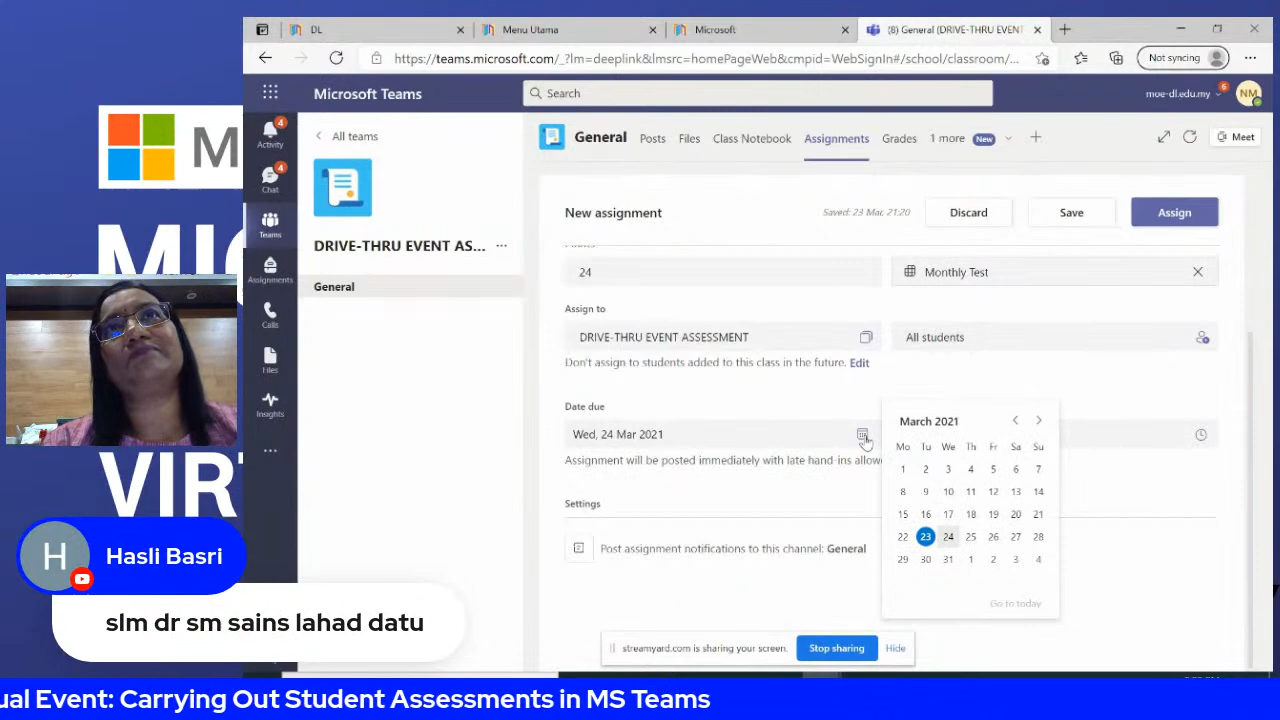 DL
Menu Utama
Microsoft
(8) General (DRIVE-THRU EVENT
https://teams.microsoft.com/_?lm=deeplink&lmsrc=homePageWeb&cmpid=WebSignIn#/school/classroom/...
Not syncing
Microsoft Teams
Search
moe-dl.edu.my
6
NM
4
Activity
4
Chat
Teams
Assignments
Calls
Files
Insights
All teams
DRIVE-THRU EVENT AS...
General
General
Posts
Files
Class Notebook
Assignments
Grades
1 more
New
Meet
New assignment
Saved: 23 Mar, 21:20
Discard
Save
Assign
24
Monthly Test
Assign to
DRIVE-THRU EVENT ASSESSMENT
All students
Don't assign to students added to this class in the future. Edit
Date due
Wed, 24 Mar 2021
Assignment will be posted immediately with late hand-ins allow
March 2021
Mo Tu We Th Fr Sa Su
1 2 3 4 5 6 7
8 9 10 11 12 13 14
15 16 17 18 19 20 21
22 23 24 25 26 27 28
29 30 31 1 2 3 4
Go to today
Settings
Post assignment notifications to this channel: General
streamyard.com is sharing your screen.
Stop sharing
Hide
M
MIC
VIRT
H
Hasli Basri
slm dr sm sains lahad datu
ual Event: Carrying Out Student Assessments in MS Teams